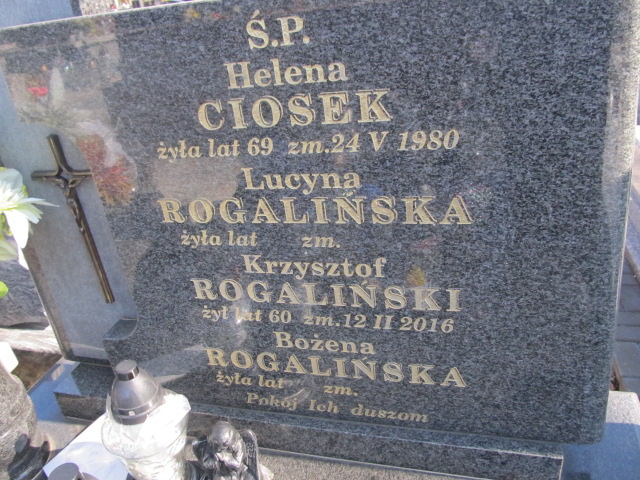 Ś.P.
Helena
CIOSEK
żyła lat 69 zm. 24 V 1980
Lucyna
ROGALIŃSKA
żyła lat zm.
Krzysztof
ROGALIŃSKI
żył lat 60 zm. 12 II 2016
Bożena
ROGALIŃSKA
żyła lat zm.
Pokój Ich duszom